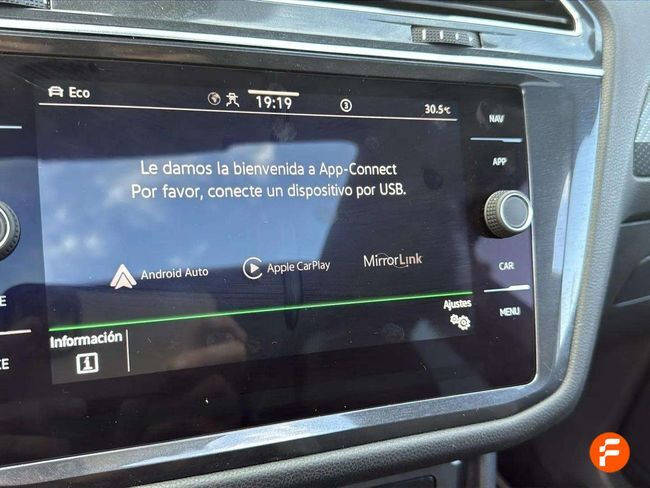 Eco
19:19
3
30.5°C
NAV
Le damos la bienvenida a App-Connect
Por favor, conecte un dispositivo por USB.
APP
Android Auto
Apple CarPlay
MirrorLink
CAR
Información
Ajustes
MENU